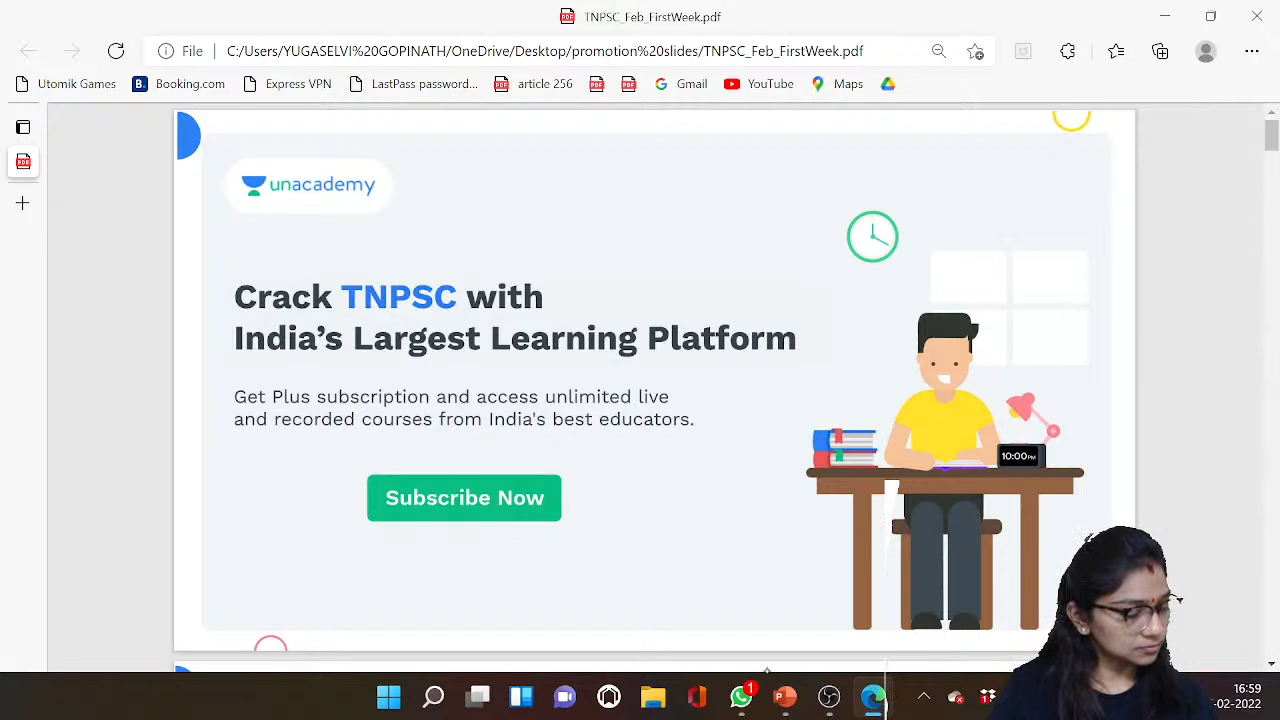 TNPSC_Feb_FirstWeek.pdf
File
C:/Users/YUGASELVI%20GOPINATH/OneDrive/Desktop/promotion%20slides/TNPSC_Feb_FirstWeek.pdf
Utomik Games
Booking.com
Express VPN
LastPass password...
article 256
Gmail
YouTube
Maps
unacademy
Crack TNPSC with
India's Largest Learning Platform
Get Plus subscription and access unlimited live
and recorded courses from India's best educators.
Subscribe Now
10:00PM
16:59
-02-2022